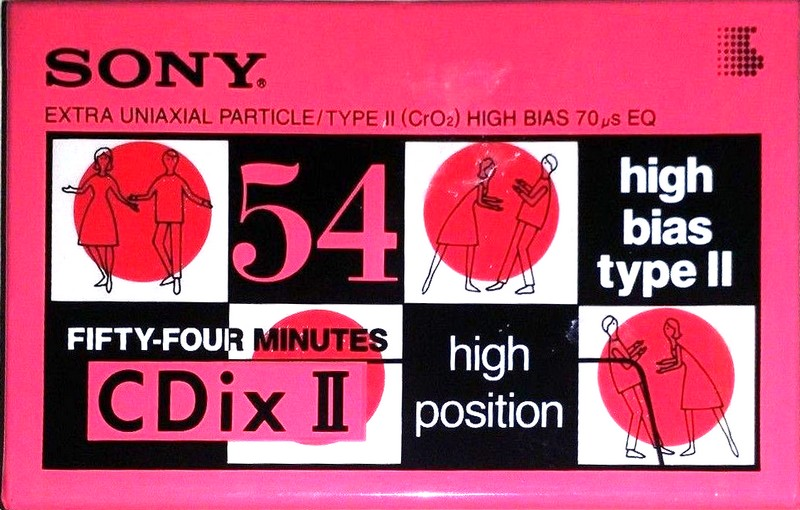 SONY®
EXTRA UNIAXIAL PARTICLE/TYPE II (CrO₂) HIGH BIAS 70μs EQ
54
high
bias
type II
FIFTY-FOUR MINUTES
CDix II
high
position